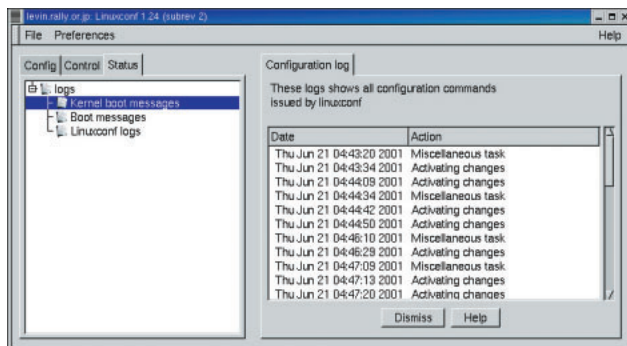 levin.rally.or.jp: Linuxconf 1.24 (subrev 2)
File Preferences Help
Config Control Status
logs
Kernel boot messages
Boot messages
Linuxconf logs
Configuration log
These logs shows all configuration commands
issued by linuxconf
Date Action
Thu Jun 21 04:43:20 2001 Miscellaneous task
Thu Jun 21 04:43:34 2001 Activating changes
Thu Jun 21 04:44:09 2001 Activating changes
Thu Jun 21 04:44:34 2001 Miscellaneous task
Thu Jun 21 04:44:42 2001 Activating changes
Thu Jun 21 04:44:50 2001 Activating changes
Thu Jun 21 04:46:10 2001 Miscellaneous task
Thu Jun 21 04:46:29 2001 Activating changes
Thu Jun 21 04:47:09 2001 Miscellaneous task
Thu Jun 21 04:47:13 2001 Activating changes
Thu Jun 21 04:47:20 2001 Activating changes
Dismiss Help